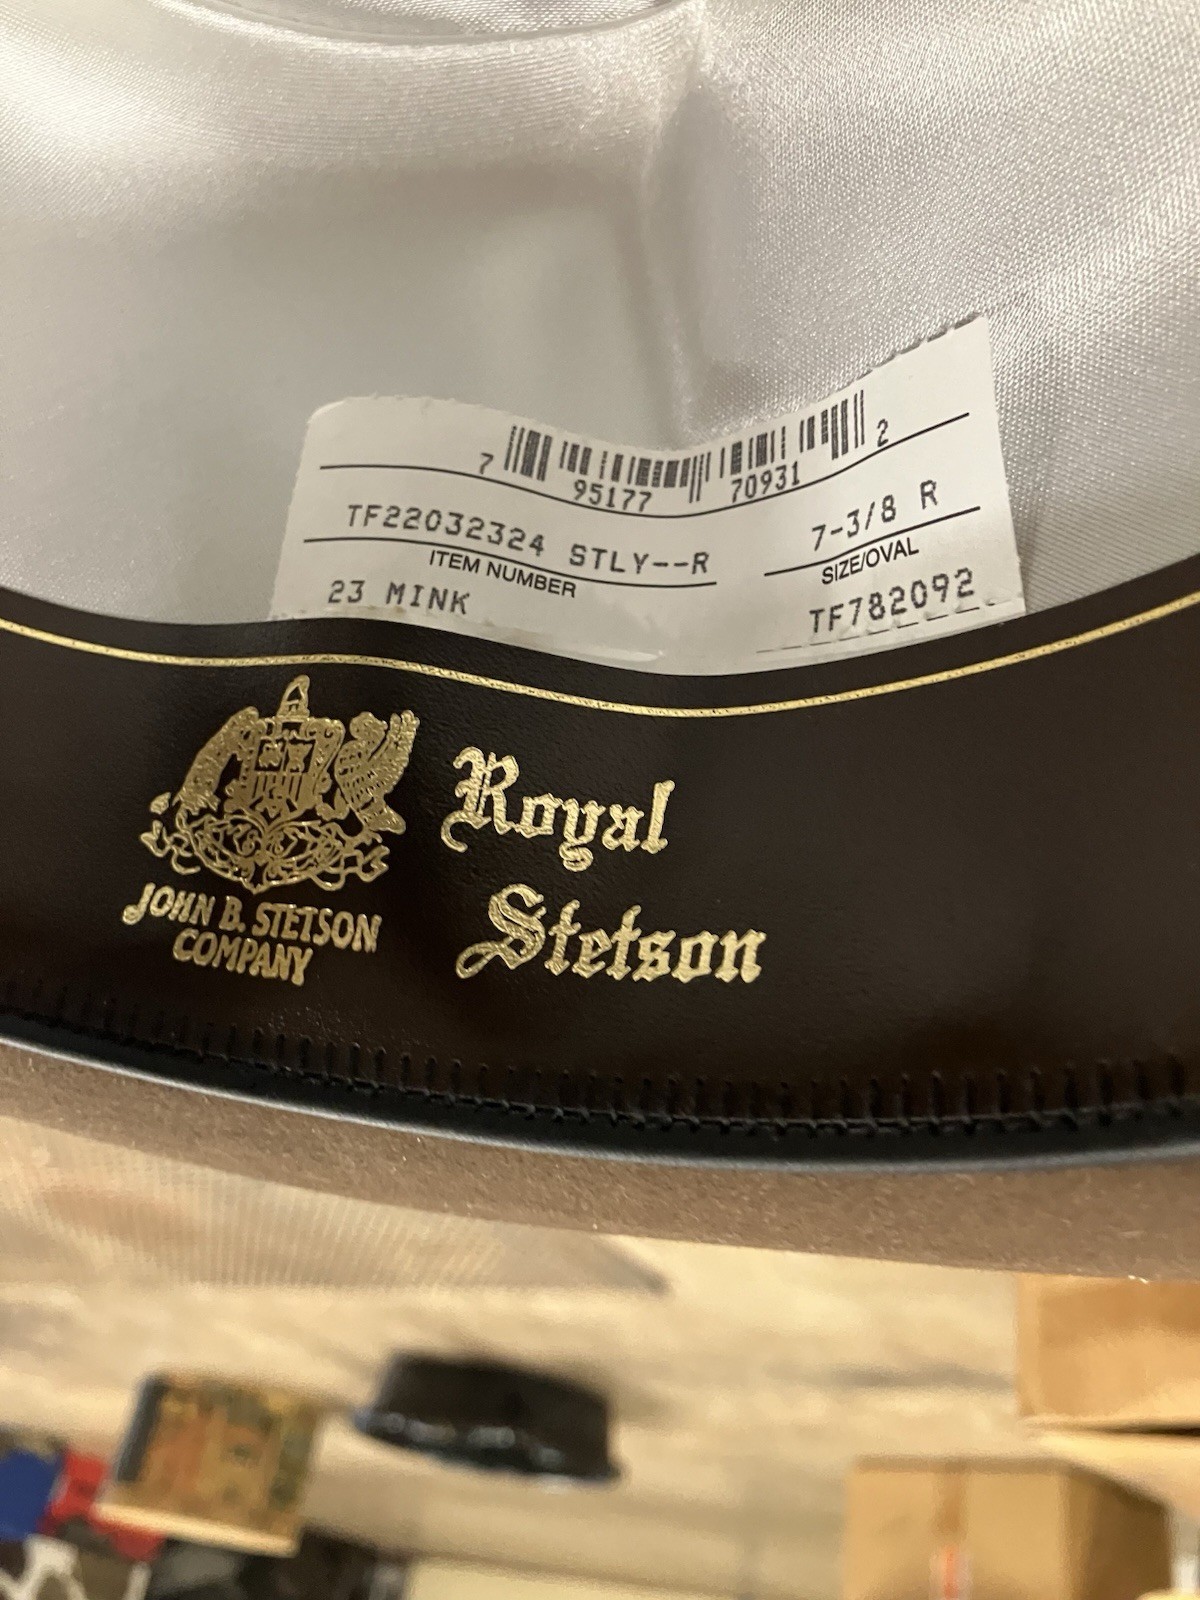 7 95177 70931 2
TF22032324 STLY--R
7-3/8 R
ITEM NUMBER
SIZE/OVAL
23 MINK
TF782092
JOHN B. STETSON
COMPANY
Royal
Stetson